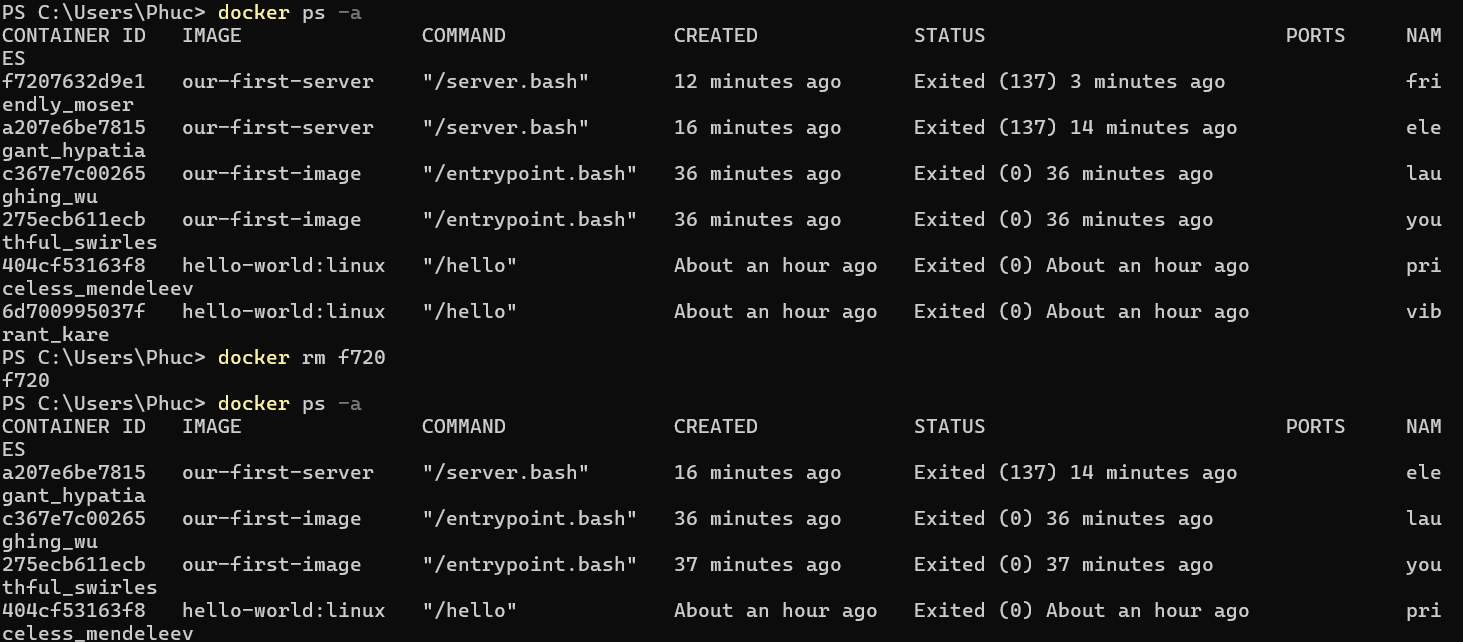 PS C:\Users\Phuc> docker ps -a
CONTAINER ID   IMAGE               COMMAND              CREATED             STATUS                         PORTS     NAM
ES
f7207632d9e1   our-first-server    "/server.bash"       12 minutes ago      Exited (137) 3 minutes ago               fri
endly_moser
a207e6be7815   our-first-server    "/server.bash"       16 minutes ago      Exited (137) 14 minutes ago              ele
gant_hypatia
c367e7c00265   our-first-image     "/entrypoint.bash"   36 minutes ago      Exited (0) 36 minutes ago                lau
ghing_wu
275ecb611ecb   our-first-image     "/entrypoint.bash"   36 minutes ago      Exited (0) 36 minutes ago                you
thful_swirles
404cf53163f8   hello-world:linux   "/hello"             About an hour ago   Exited (0) About an hour ago             pri
celess_mendeleev
6d700995037f   hello-world:linux   "/hello"             About an hour ago   Exited (0) About an hour ago             vib
rant_kare
PS C:\Users\Phuc> docker rm f720
f720
PS C:\Users\Phuc> docker ps -a
CONTAINER ID   IMAGE               COMMAND              CREATED             STATUS                         PORTS     NAM
ES
a207e6be7815   our-first-server    "/server.bash"       16 minutes ago      Exited (137) 14 minutes ago              ele
gant_hypatia
c367e7c00265   our-first-image     "/entrypoint.bash"   36 minutes ago      Exited (0) 36 minutes ago                lau
ghing_wu
275ecb611ecb   our-first-image     "/entrypoint.bash"   37 minutes ago      Exited (0) 37 minutes ago                you
thful_swirles
404cf53163f8   hello-world:linux   "/hello"             About an hour ago   Exited (0) About an hour ago             pri
celess_mendeleev